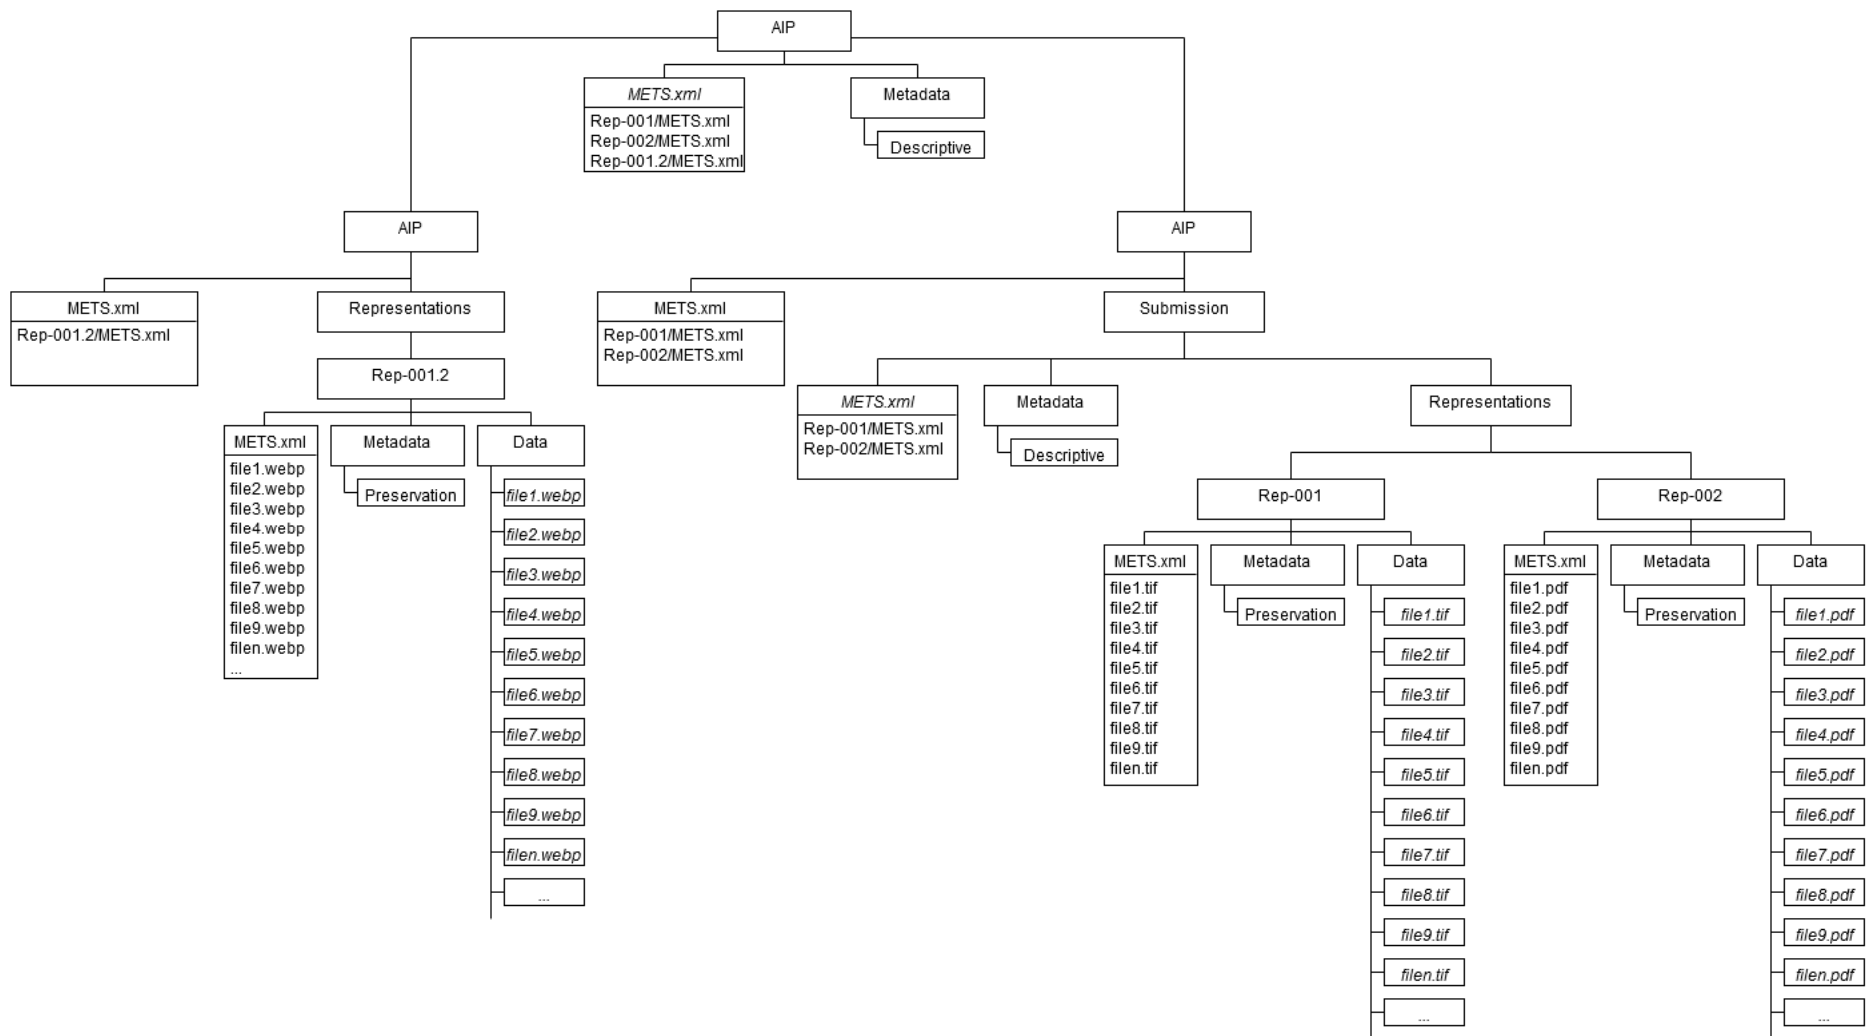 AIP
METS.xml
Rep-001/METS.xml
Rep-002/METS.xml
Rep-001.2/METS.xml
Metadata
Descriptive
AIP
METS.xml
Rep-001.2/METS.xml
Representations
Rep-001.2
METS.xml
file1.webp
file2.webp
file3.webp
file4.webp
file5.webp
file6.webp
file7.webp
file8.webp
file9.webp
filen.webp
...
Metadata
Preservation
Data
file1.webp
file2.webp
file3.webp
file4.webp
file5.webp
file6.webp
file7.webp
file8.webp
file9.webp
filen.webp
...
AIP
METS.xml
Rep-001/METS.xml
Rep-002/METS.xml
Submission
METS.xml
Rep-001/METS.xml
Rep-002/METS.xml
Metadata
Descriptive
Representations
Rep-001
METS.xml
file1.tif
file2.tif
file3.tif
file4.tif
file5.tif
file6.tif
file7.tif
file8.tif
file9.tif
filen.tif
Metadata
Preservation
Data
file1.tif
file2.tif
file3.tif
file4.tif
file5.tif
file6.tif
file7.tif
file8.tif
file9.tif
filen.tif
...
Rep-002
METS.xml
file1.pdf
file2.pdf
file3.pdf
file4.pdf
file5.pdf
file6.pdf
file7.pdf
file8.pdf
file9.pdf
filen.pdf
Metadata
Preservation
Data
file1.pdf
file2.pdf
file3.pdf
file4.pdf
file5.pdf
file6.pdf
file7.pdf
file8.pdf
file9.pdf
filen.pdf
...